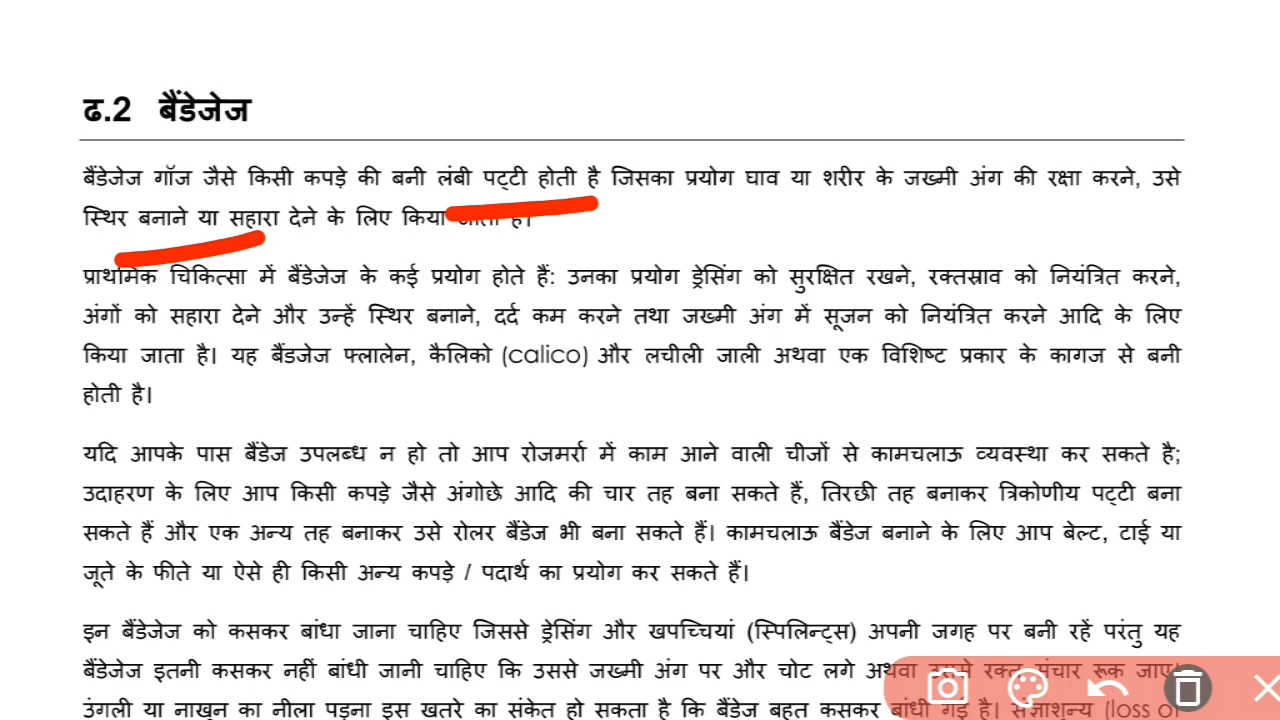 ढ.2 बैंडेजेज
बैंडेजेज गॉज जैसे किसी कपड़े की बनी लंबी पट्टी होती है जिसका प्रयोग घाव या शरीर के जख्मी अंग की रक्षा करने, उसे
स्थिर बनाने या सहारा देने के लिए किया जाता है।
प्राथमिक चिकित्सा में बैंडेजेज के कई प्रयोग होते हैं: उनका प्रयोग ड्रेसिंग को सुरक्षित रखने, रक्तस्राव को नियंत्रित करने,
अंगों को सहारा देने और उन्हें स्थिर बनाने, दर्द कम करने तथा जख्मी अंग में सूजन को नियंत्रित करने आदि के लिए
किया जाता है। यह बैंडजेज फ्लालेन, कैलिको (calico) और लचीली जाली अथवा एक विशिष्ट प्रकार के कागज से बनी
होती है।
यदि आपके पास बैंडेज उपलब्ध न हो तो आप रोजमर्रा में काम आने वाली चीजों से कामचलाऊ व्यवस्था कर सकते है;
उदाहरण के लिए आप किसी कपड़े जैसे अंगोछे आदि की चार तह बना सकते हैं, तिरछी तह बनाकर त्रिकोणीय पट्टी बना
सकते हैं और एक अन्य तह बनाकर उसे रोलर बैंडेज भी बना सकते हैं। कामचलाऊ बैंडेज बनाने के लिए आप बेल्ट, टाई या
जूते के फीते या ऐसे ही किसी अन्य कपड़े / पदार्थ का प्रयोग कर सकते हैं।
इन बैंडेजेज को कसकर बांधा जाना चाहिए जिससे ड्रेसिंग और खपच्चियां (स्पिलिन्ट्स) अपनी जगह पर बनी रहें परंतु यह
बैंडेजेज इतनी कसकर नहीं बांधी जानी चाहिए कि उससे जख्मी अंग पर और चोट लगे अथवा उससे रक्त संचार रूक जाए।
उंगली या नाखून का नीला पड़ना इस खतरे का संकेत हो सकता है कि बैंडेज बहुत कसकर बांधी गई है। संज्ञाशून्य (loss of